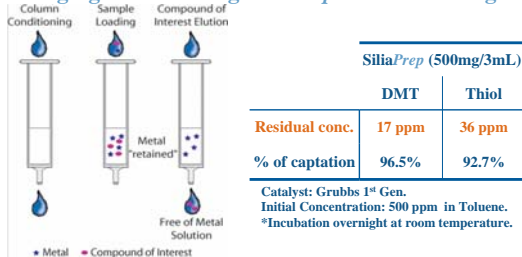 Column Conditioning
Sample Loading
Compound of Interest Elution
Metal "retained"
Free of Metal Solution
★ Metal ● Compound of Interest
SiliaPrep (500mg/3mL)
DMT Thiol
Residual conc. 17 ppm 36 ppm
% of captation 96.5% 92.7%
Catalyst: Grubbs 1st Gen.
Initial Concentration: 500 ppm in Toluene.
*Incubation overnight at room temperature.